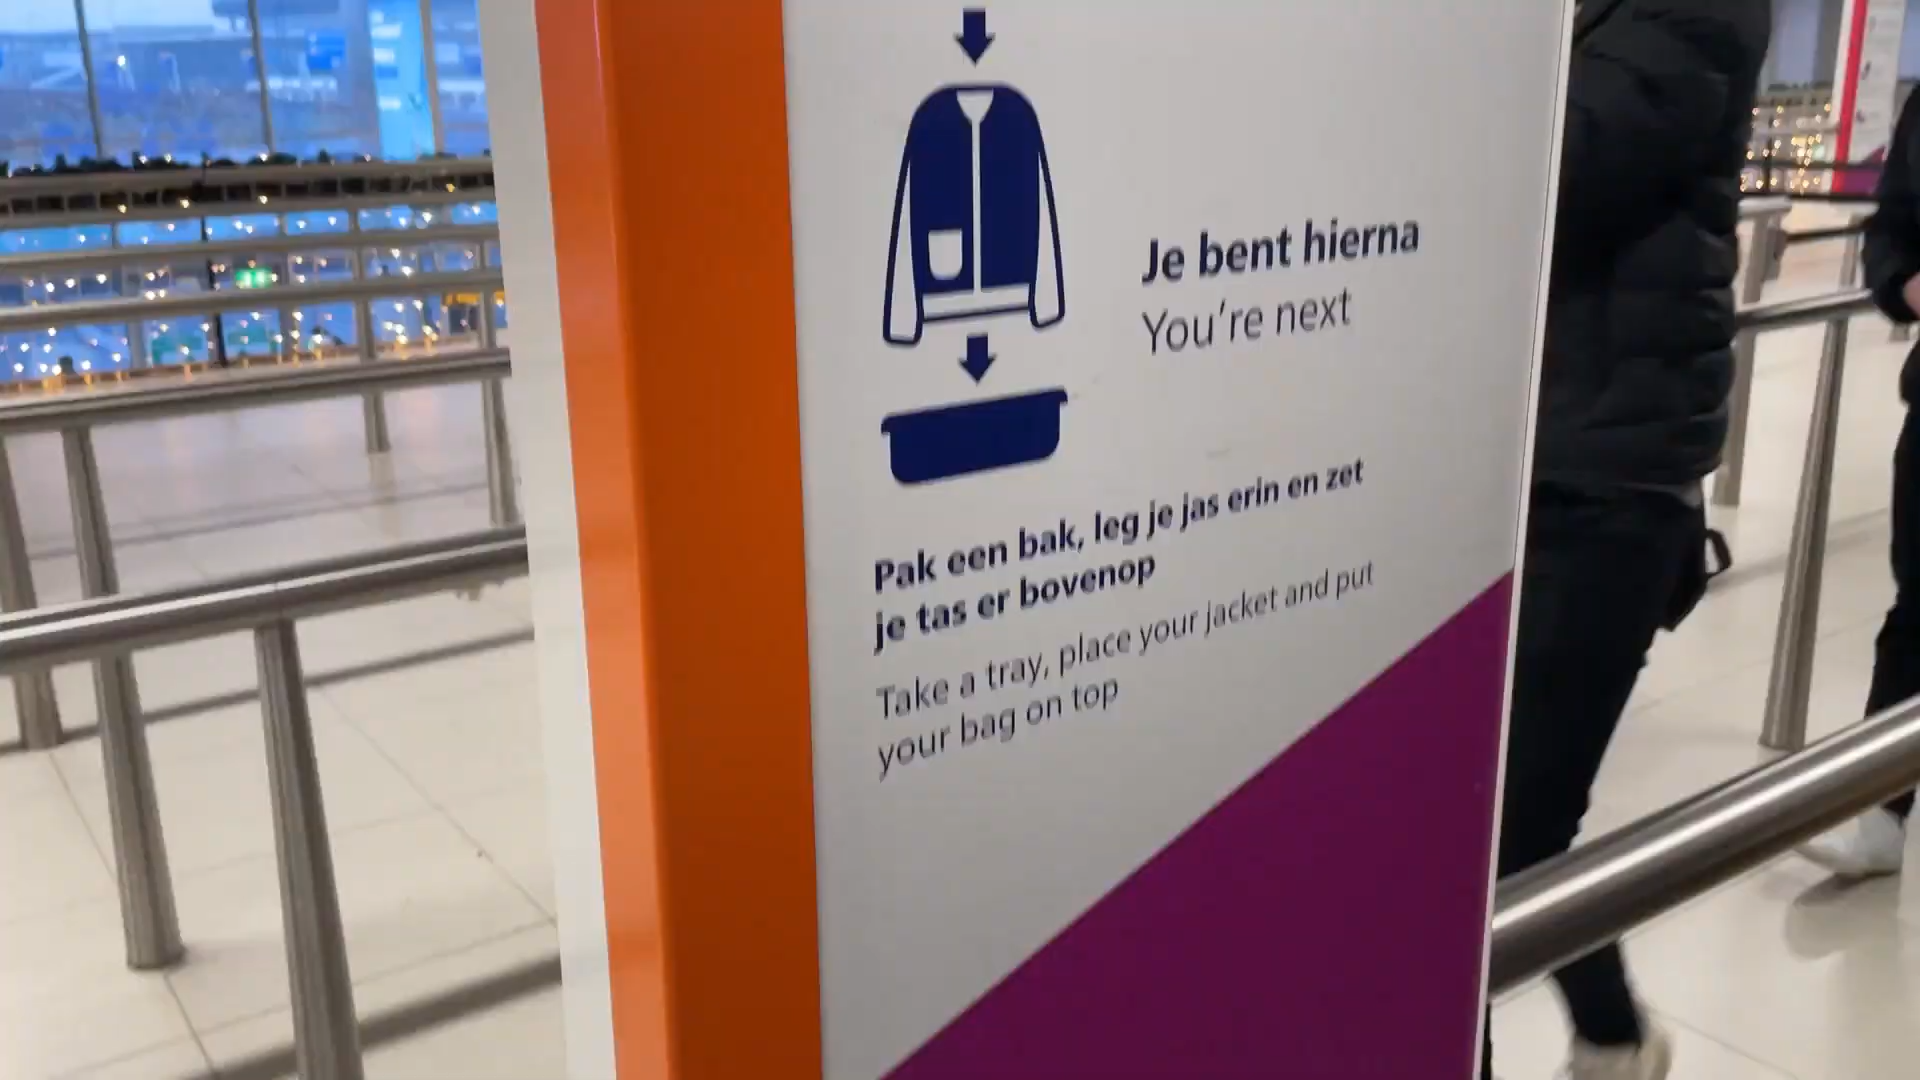 Je bent hierna
You're next
Pak een bak, leg je jas erin en zet
je tas er bovenop
Take a tray, place your jacket and put
your bag on top